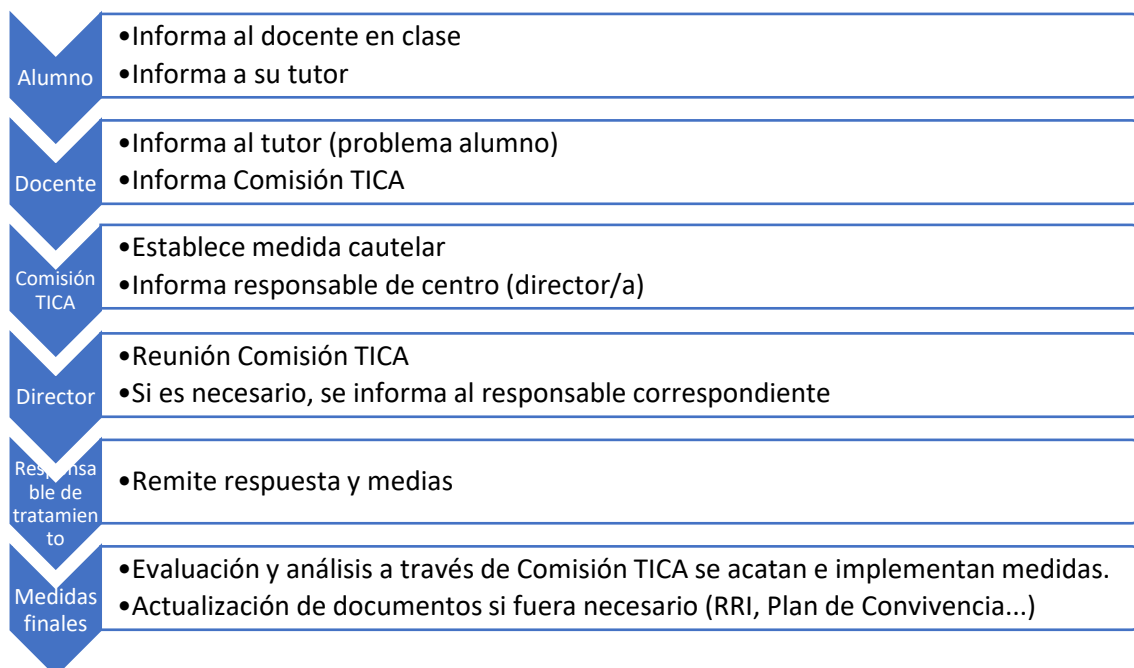 Alumno
•Informa al docente en clase
•Informa a su tutor
Docente
•Informa al tutor (problema alumno)
•Informa Comisión TICA
Comisión
TICA
•Establece medida cautelar
•Informa responsable de centro (director/a)
Director
•Reunión Comisión TICA
•Si es necesario, se informa al responsable correspondiente
Responsa
ble de
tratamien
to
•Remite respuesta y medias
Medidas
finales
•Evaluación y análisis a través de Comisión TICA se acatan e implementan medidas.
•Actualización de documentos si fuera necesario (RRI, Plan de Convivencia...)